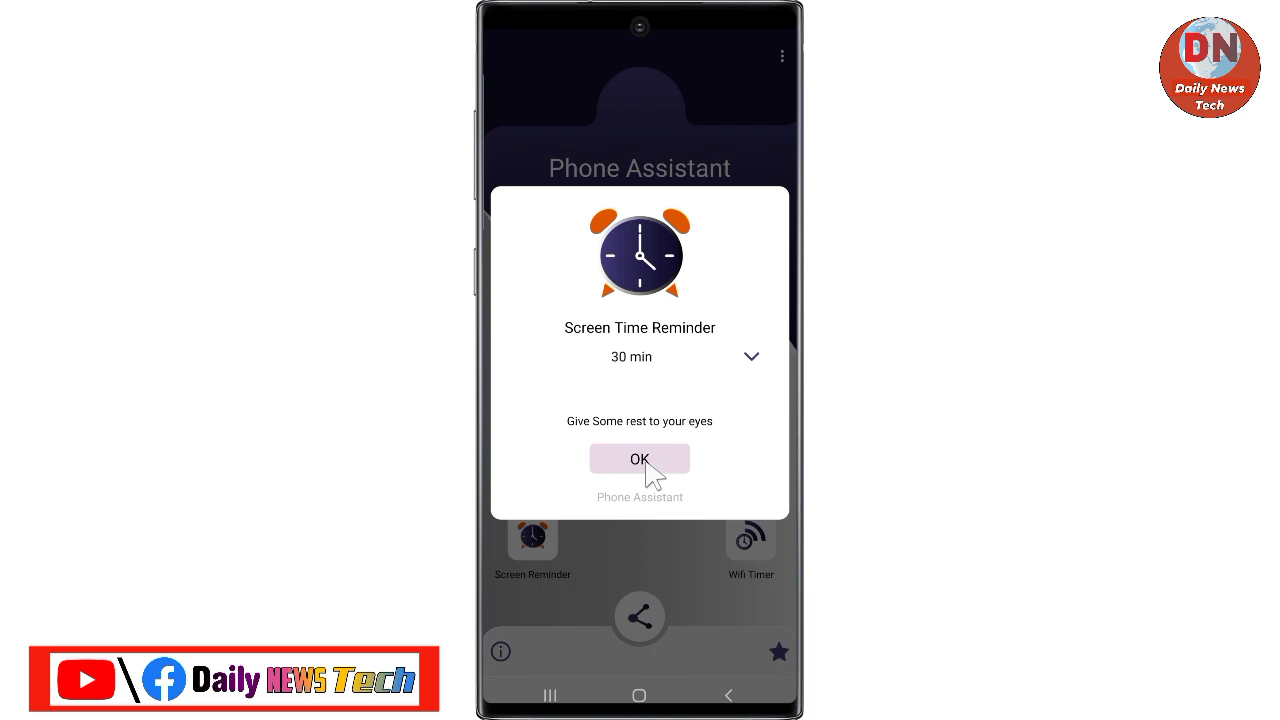 DN
Daily News
Tech
Phone Assistant
Screen Time Reminder
30 min
Give Some rest to your eyes
OK
Phone Assistant
Screen Reminder
Wifi Timer
Daily NEWS Tech